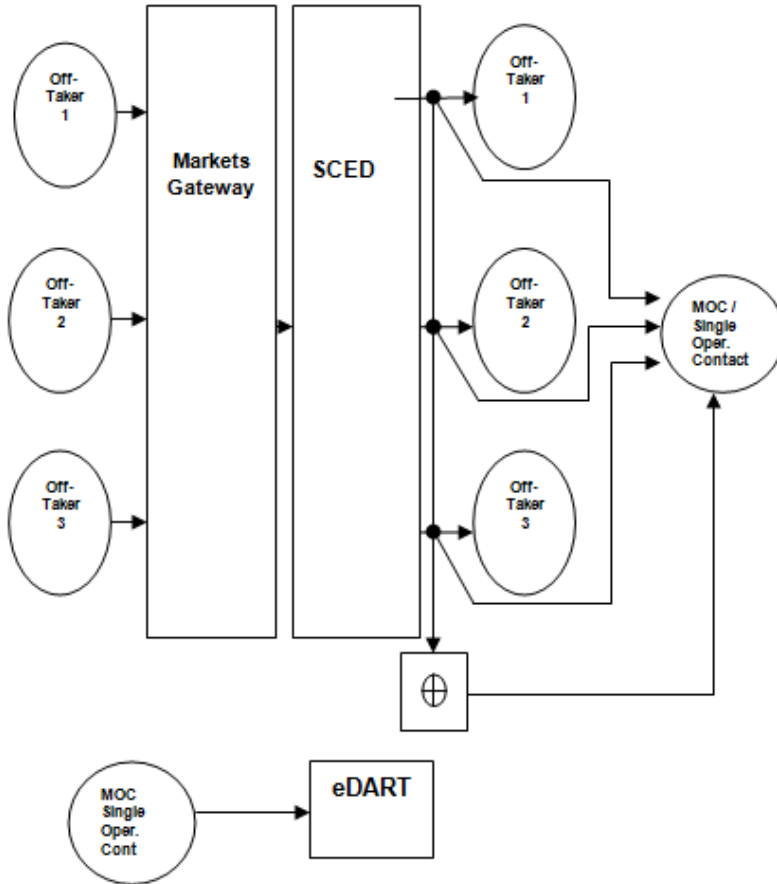 Off-
Taker
1
Markets
Gateway
SCED
Off-
Taker
1
Off-
Taker
2
Off-
Taker
2
MOC /
Single
Oper.
Contact
Off-
Taker
3
Off-
Taker
3
MOC
Single
Oper.
Cont
eDART